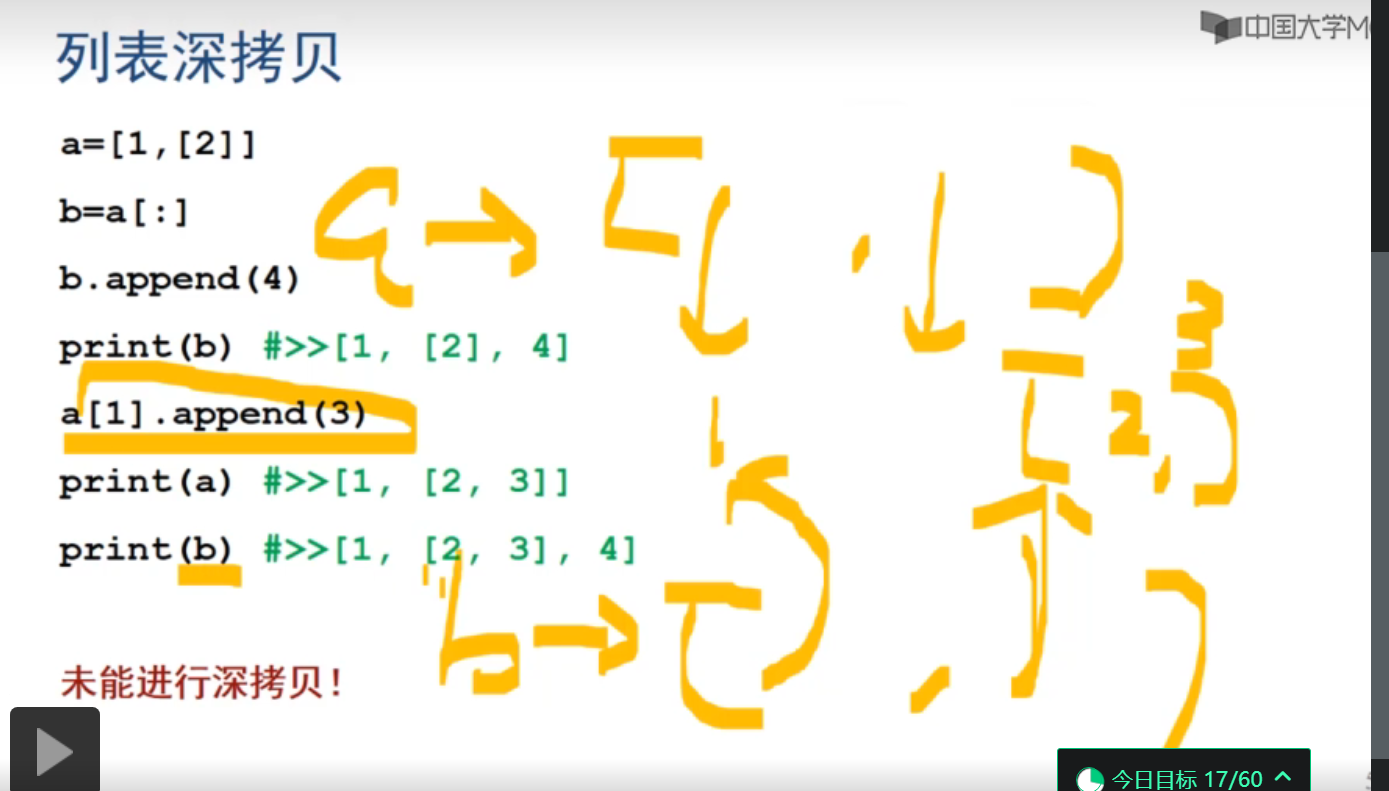 列表深拷贝
中国大学M
a=[1,[2]]
b=a[:]
b.append(4)
print(b) #>>[1, [2], 4]
a[1].append(3)
print(a) #>>[1, [2, 3]]
print(b) #>>[1, [2, 3], 4]
未能进行深拷贝!
a → [ , ]
1
[2, 3]
b → [ , ]
今日目标 17/60